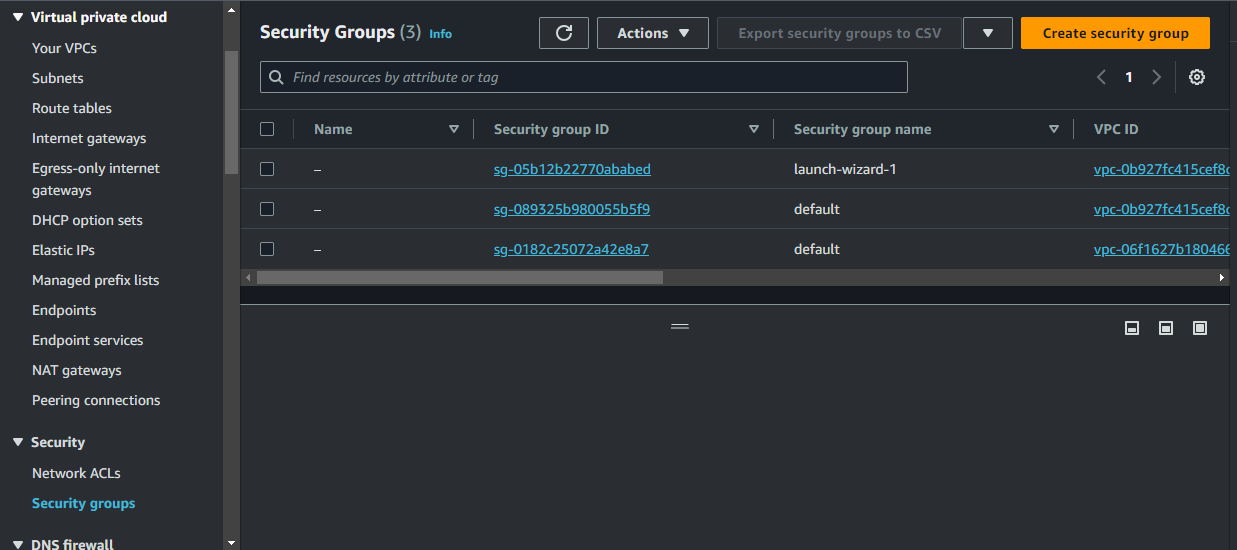 Virtual private cloud
Your VPCs
Subnets
Route tables
Internet gateways
Egress-only internet
gateways
DHCP option sets
Elastic IPs
Managed prefix lists
Endpoints
Endpoint services
NAT gateways
Peering connections
Security
Network ACLs
Security groups
DNS firewall
Security Groups (3) Info
Actions
Export security groups to CSV
Create security group
Find resources by attribute or tag
1
Name Security group ID Security group name VPC ID
– sg-05b12b22770ababed launch-wizard-1 vpc-0b927fc415cef8c
– sg-089325b980055b5f9 default vpc-0b927fc415cef8c
– sg-0182c25072a42e8a7 default vpc-06f1627b180466